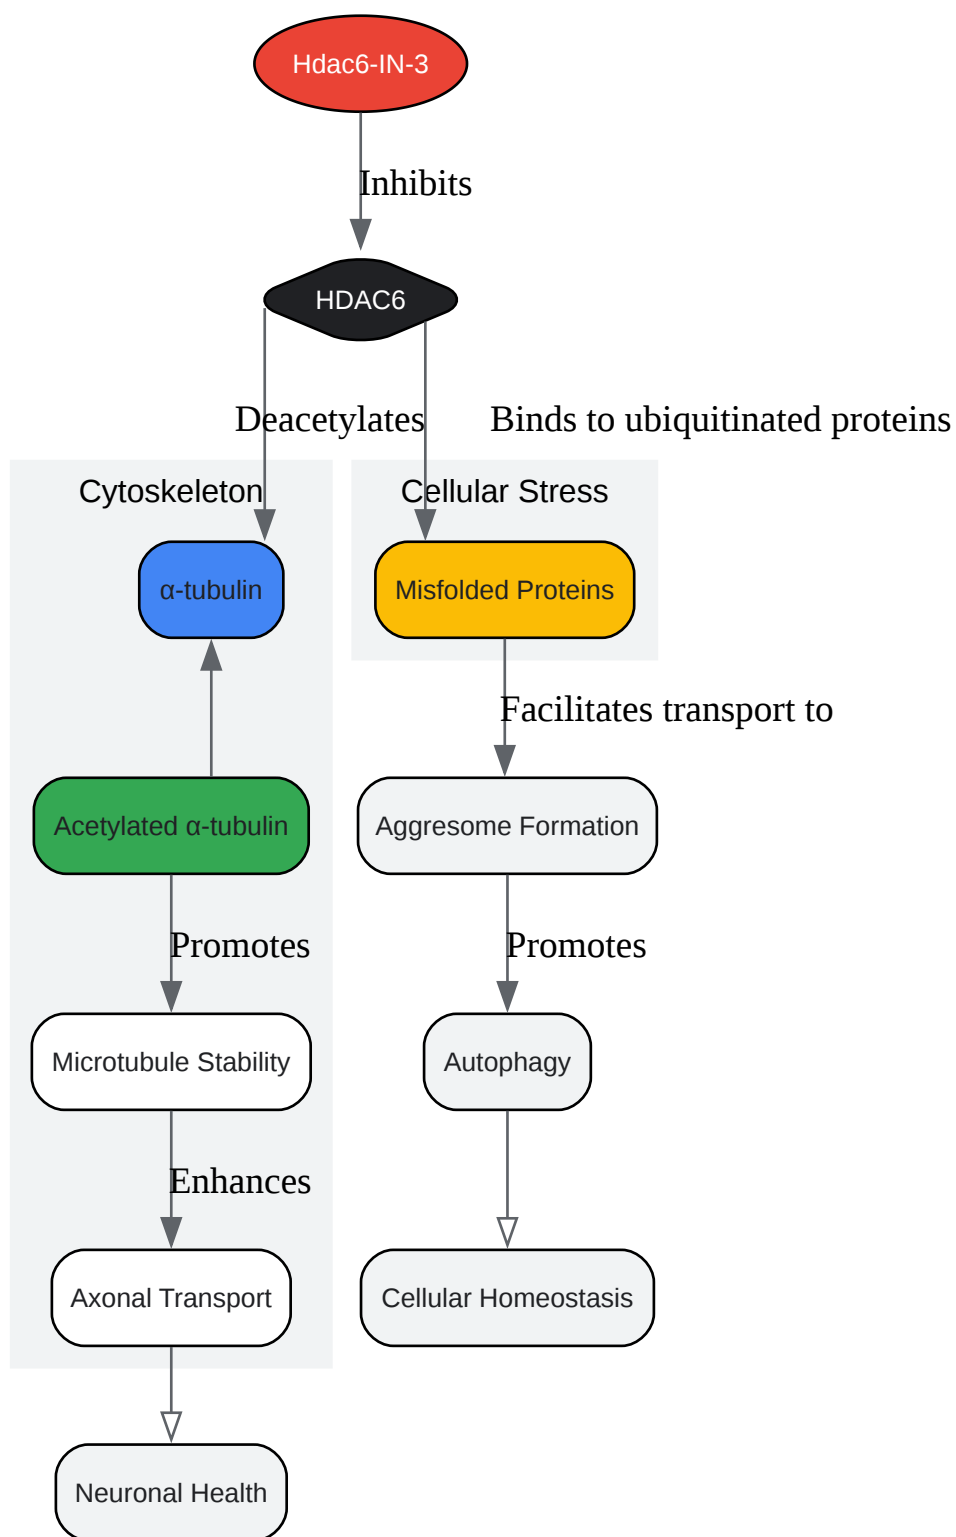 Hdac6-IN-3
Inhibits
HDAC6
Deacetylates
Binds to ubiquitinated proteins
Cytoskeleton
Cellular Stress
α-tubulin
Misfolded Proteins
Facilitates transport to
Acetylated α-tubulin
Aggresome Formation
Promotes
Promotes
Microtubule Stability
Autophagy
Enhances
Axonal Transport
Cellular Homeostasis
Neuronal Health